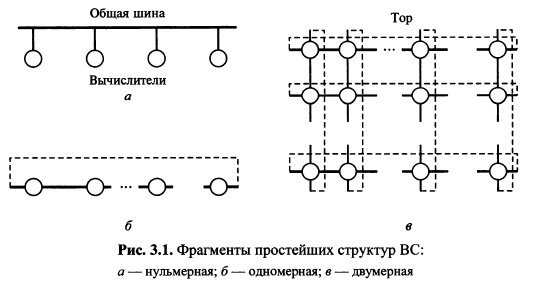 Общая шина
Вычислители
а
Тор
б
в
Рис. 3.1. Фрагменты простейших структур ВС:
а — нульмерная; б — одномерная; в — двумерная